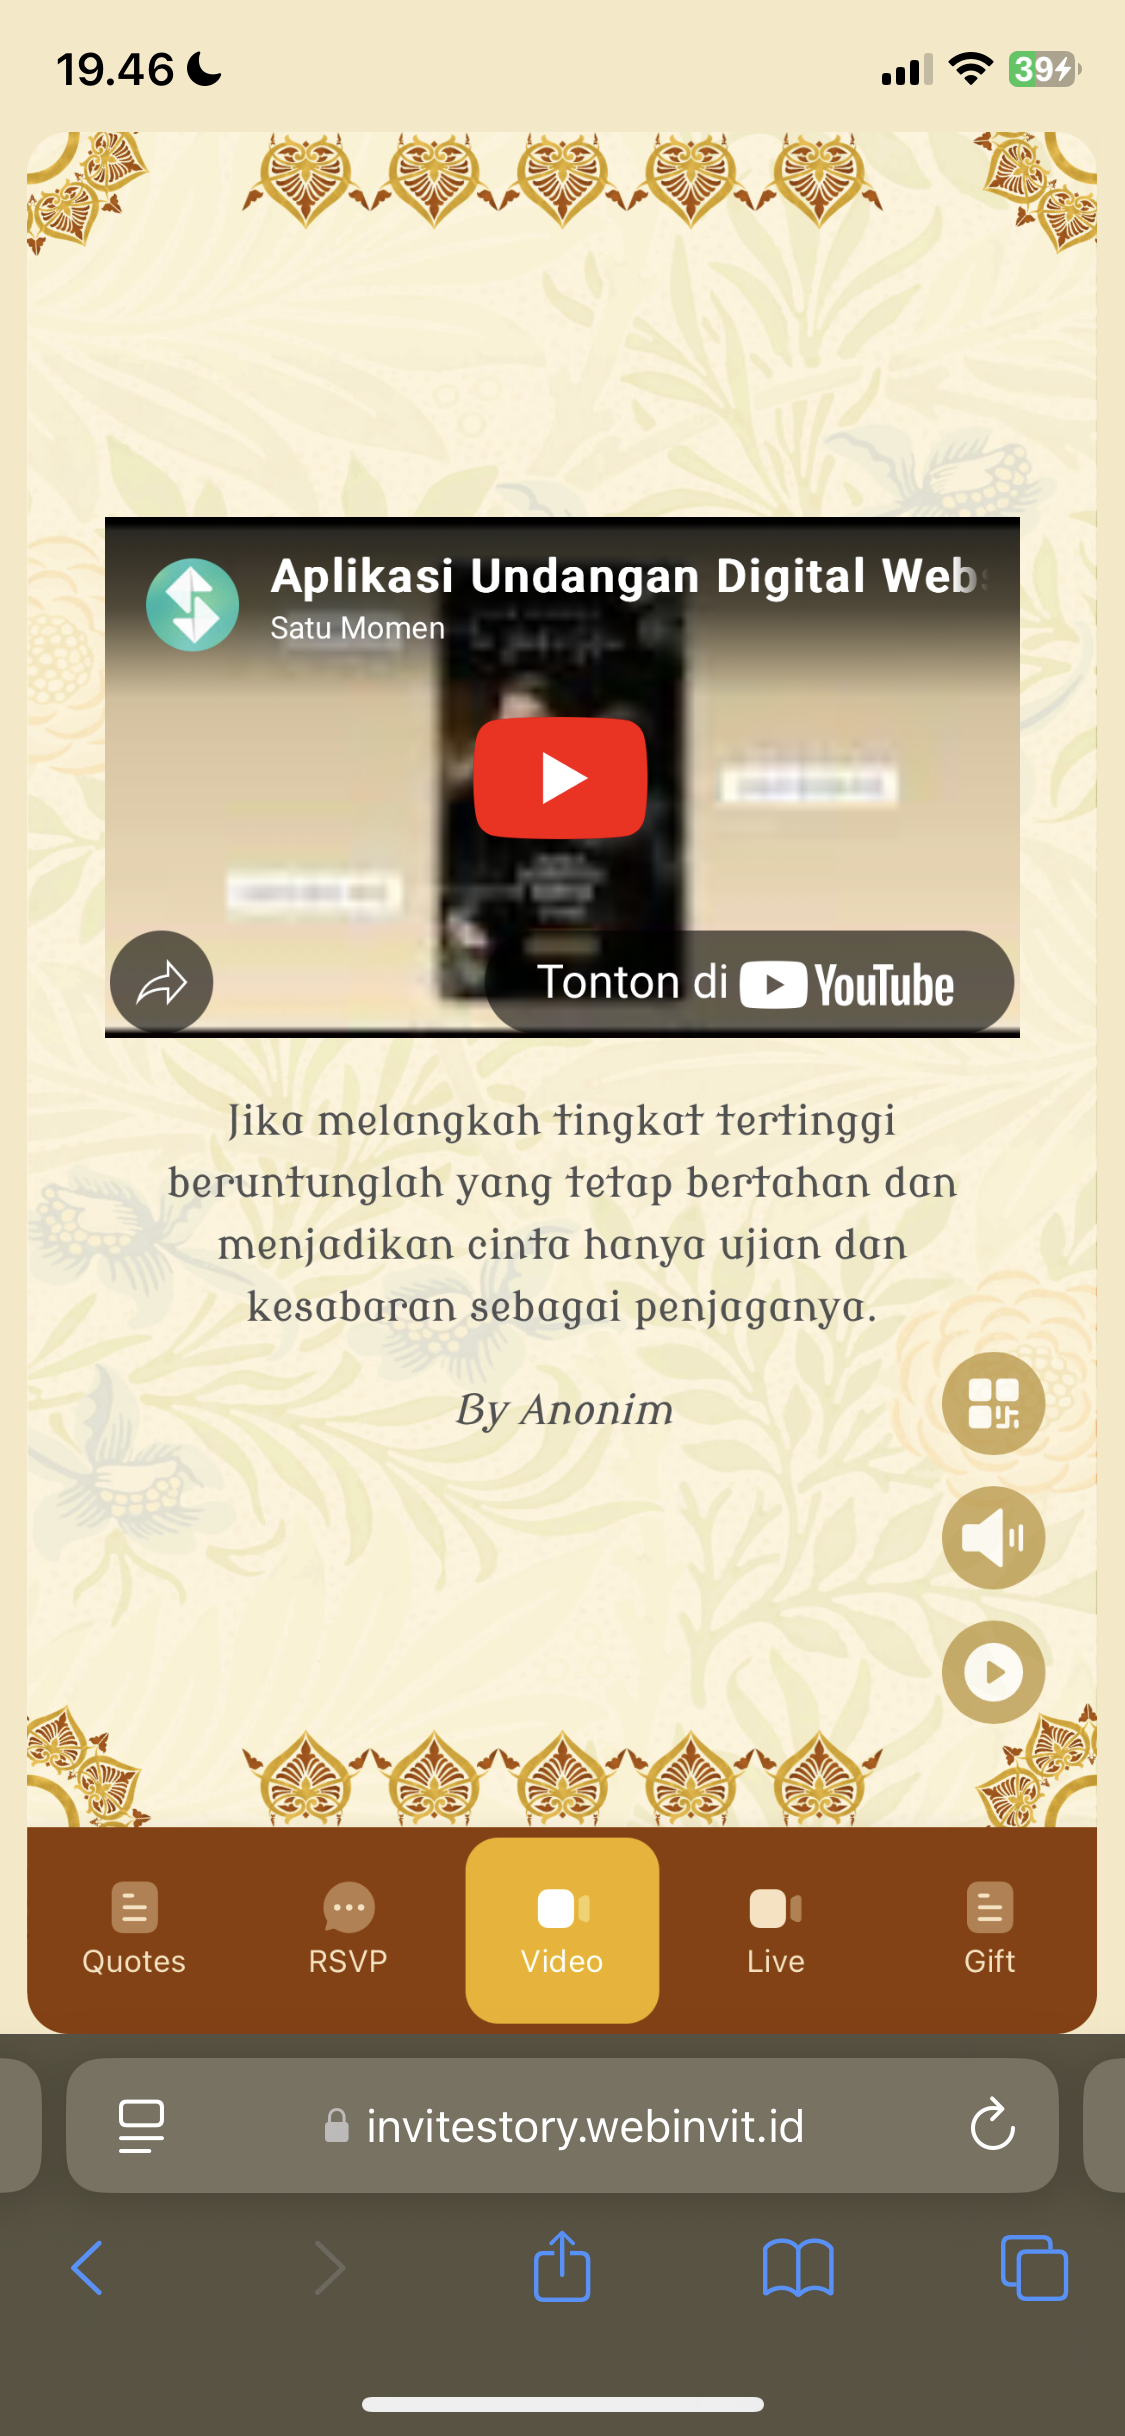 19.46
39
Aplikasi Undangan Digital Web
Satu Momen
Tonton di YouTube
Jika melangkah tingkat tertinggi
beruntunglah yang tetap bertahan dan
menjadikan cinta hanya ujian dan
kesabaran sebagai penjaganya.
By Anonim
Quotes
RSVP
Video
Live
Gift
invitestory.webinvit.id